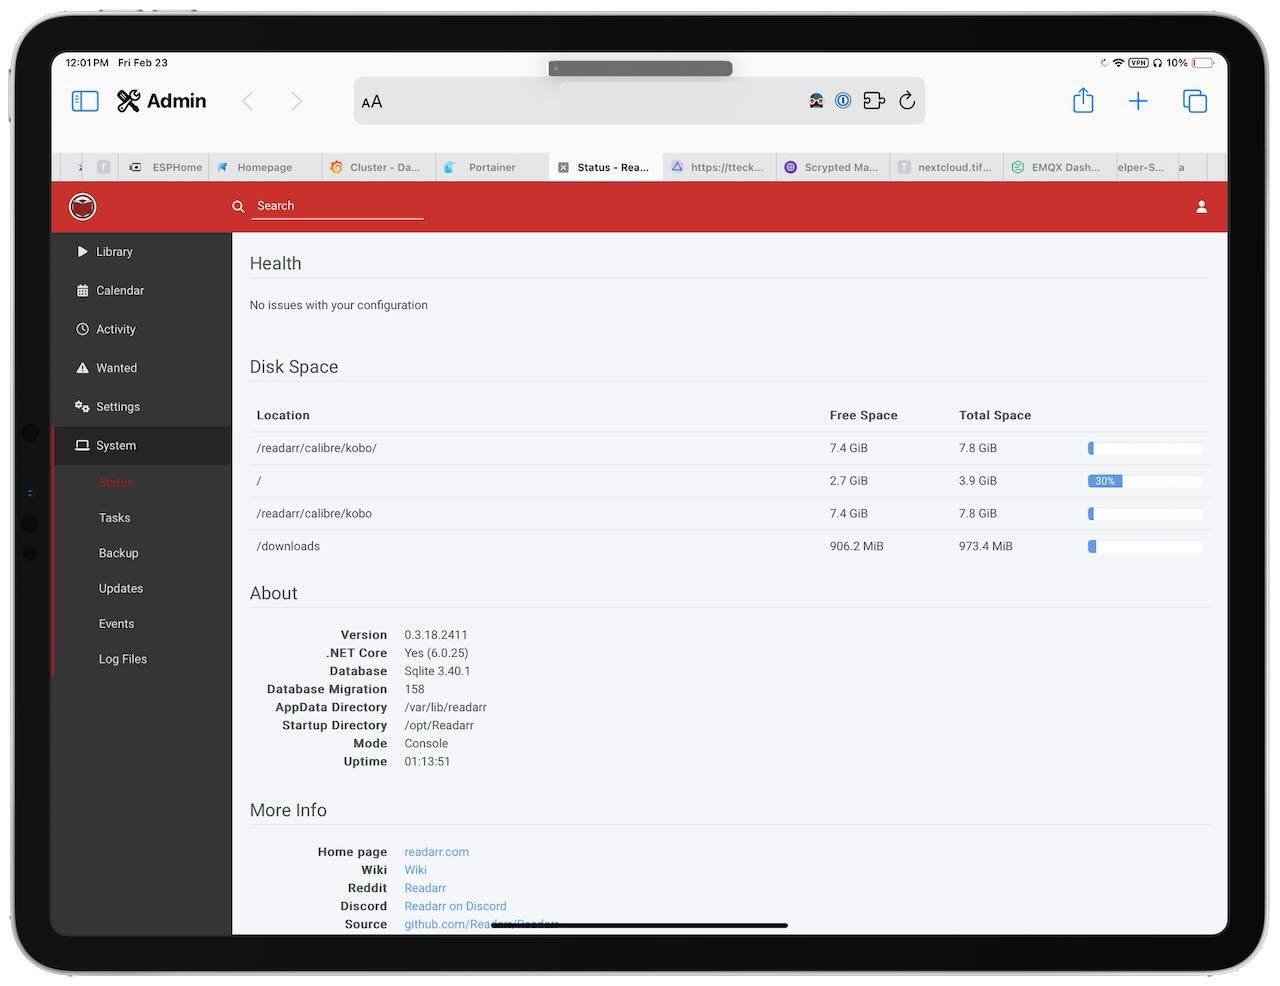 12:01 PM Fri Feb 23
VPN 10%
Admin
AA
T ESPHome Homepage Cluster - Da... Portainer Status - Rea... https://tteck... Scrypted Ma... T nextcloud.tif... EMQX Dash... elper-S... a
Search
Library
Calendar
Activity
Wanted
Settings
System
Status
Tasks
Backup
Updates
Events
Log Files
Health
No issues with your configuration
Disk Space
Location Free Space Total Space
/readarr/calibre/kobo/ 7.4 GiB 7.8 GiB
/ 2.7 GiB 3.9 GiB 30%
/readarr/calibre/kobo 7.4 GiB 7.8 GiB
/downloads 906.2 MiB 973.4 MiB
About
Version 0.3.18.2411
.NET Core Yes (6.0.25)
Database Sqlite 3.40.1
Database Migration 158
AppData Directory /var/lib/readarr
Startup Directory /opt/Readarr
Mode Console
Uptime 01:13:51
More Info
Home page readarr.com
Wiki Wiki
Reddit Readarr
Discord Readarr on Discord
Source github.com/Readarr/Readarr